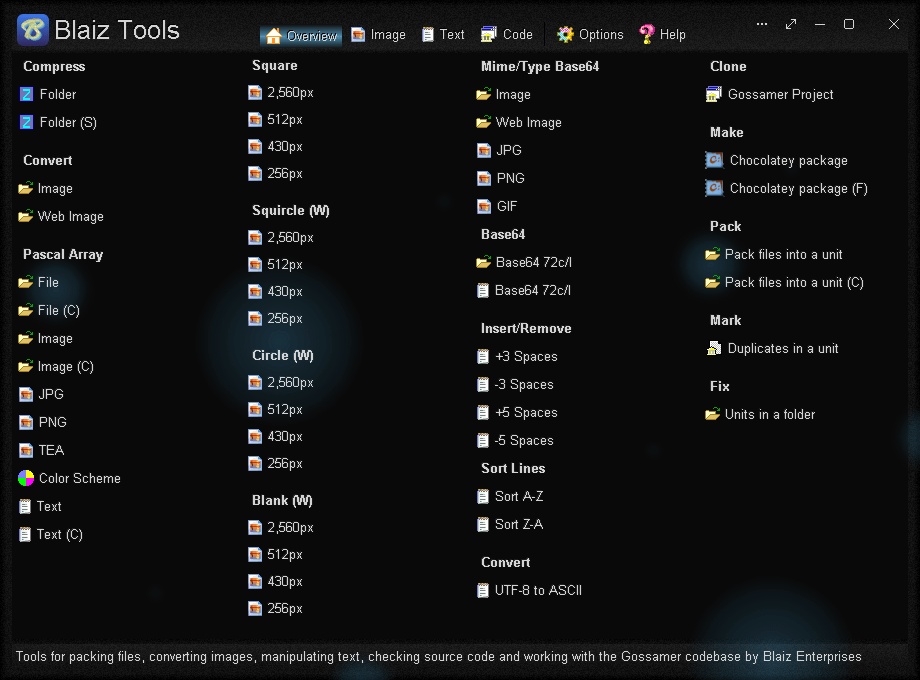 Blaiz Tools
Overview
Image
Text
Code
Options
Help
Compress
Folder
Folder (S)
Convert
Image
Web Image
Pascal Array
File
File (C)
Image
Image (C)
JPG
PNG
TEA
Color Scheme
Text
Text (C)
Square
2,560px
512px
430px
256px
Squircle (W)
2,560px
512px
430px
256px
Circle (W)
2,560px
512px
430px
256px
Blank (W)
2,560px
512px
430px
256px
Mime/Type Base64
Image
Web Image
JPG
PNG
GIF
Base64
Base64 72c/l
Base64 72c/l
Insert/Remove
+3 Spaces
-3 Spaces
+5 Spaces
-5 Spaces
Sort Lines
Sort A-Z
Sort Z-A
Convert
UTF-8 to ASCII
Clone
Gossamer Project
Make
Chocolatey package
Chocolatey package (F)
Pack
Pack files into a unit
Pack files into a unit (C)
Mark
Duplicates in a unit
Fix
Units in a folder
Tools for packing files, converting images, manipulating text, checking source code and working with the Gossamer codebase by Blaiz Enterprises